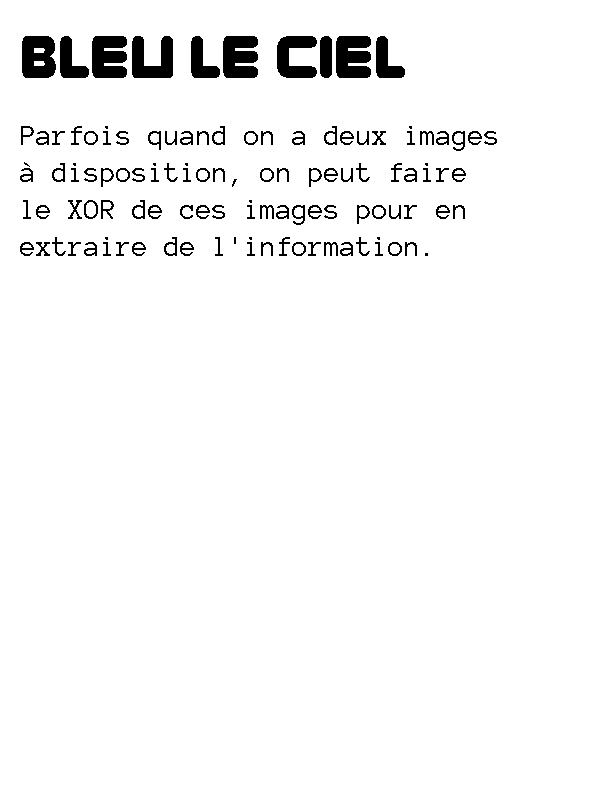 BLEU LE CIEL
Parfois quand on a deux images
à disposition, on peut faire
le XOR de ces images pour en
extraire de l'information.